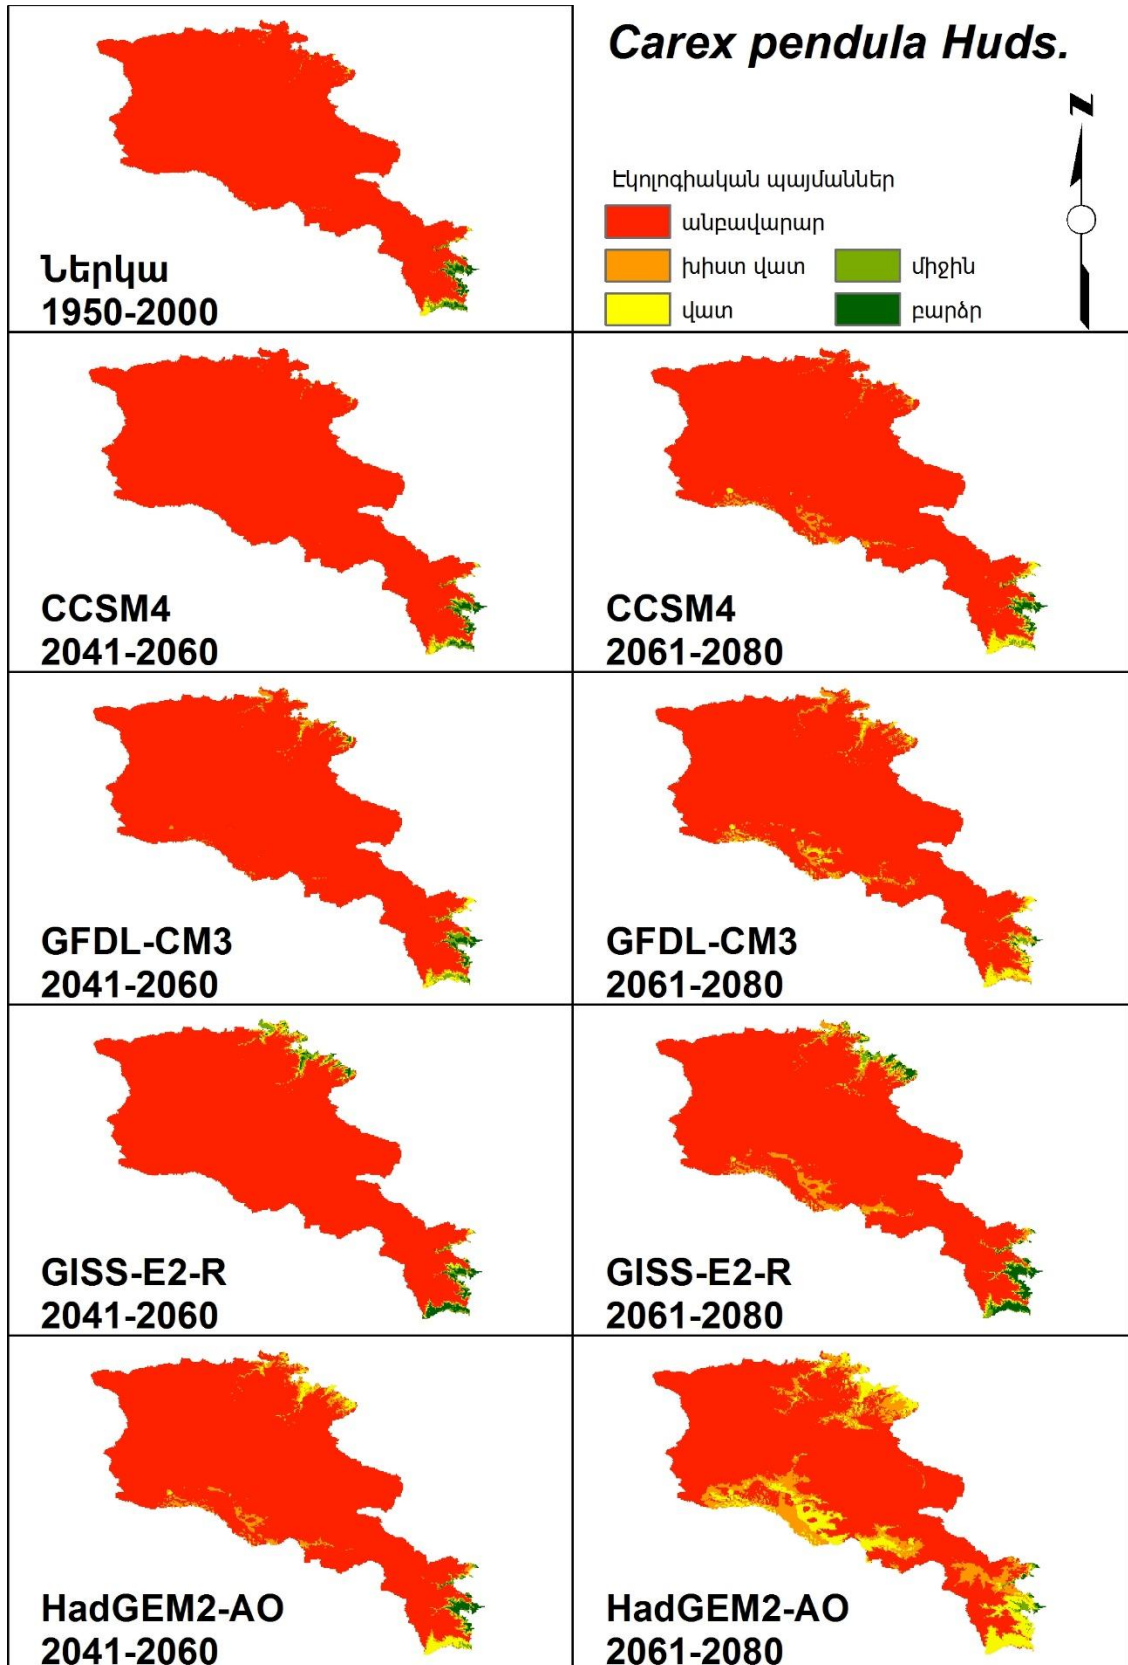 Carex pendula Huds.
N
Էկոլոգիական պայմաններ
անբավարար
խիստ վատ
միջին
վատ
բարձր
Ներկա
1950-2000
CCSM4
2041-2060
CCSM4
2061-2080
GFDL-CM3
2041-2060
GFDL-CM3
2061-2080
GISS-E2-R
2041-2060
GISS-E2-R
2061-2080
HadGEM2-AO
2041-2060
HadGEM2-AO
2061-2080